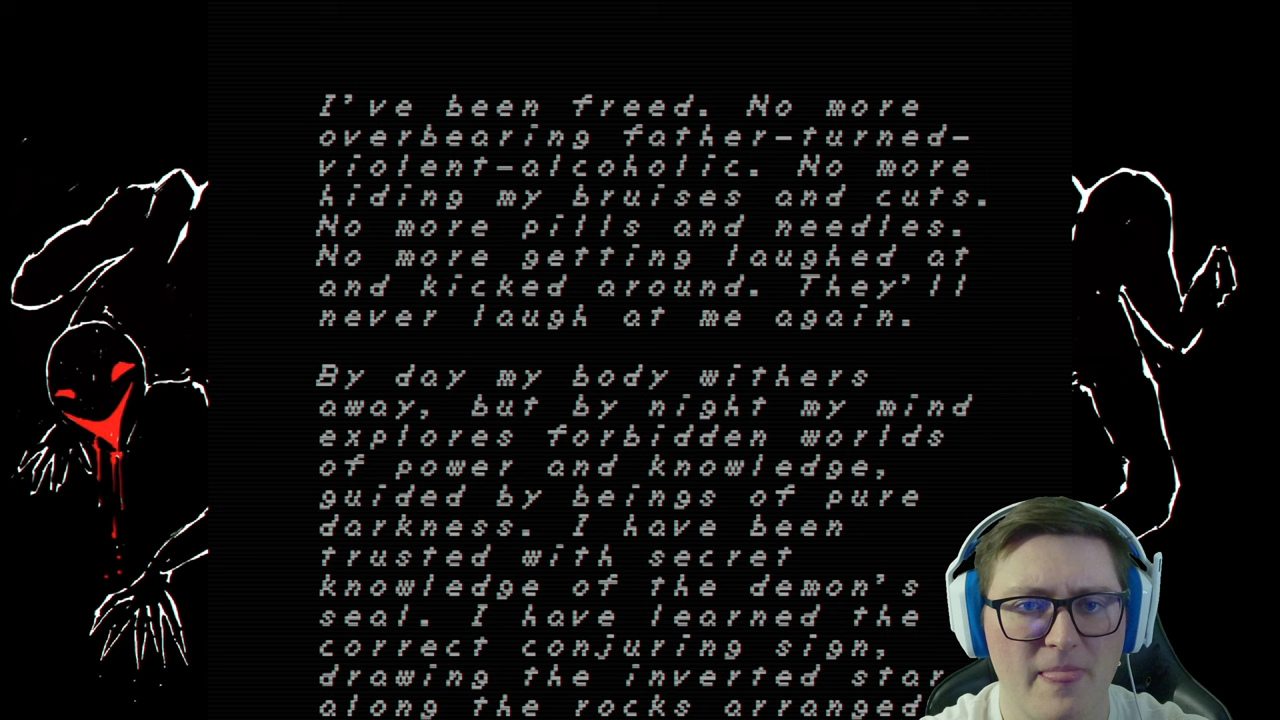 I've been freed. No more
overbearing father-turned-
violent-alcoholic. No more
hiding my bruises and cuts.
No more pills and needles.
No more getting laughed at
and kicked around. They'll
never laugh at me again.
By day my body withers
away, but by night my mind
explores forbidden worlds
of power and knowledge,
guided by beings of pure
darkness. I have been
trusted with secret
knowledge of the demon's
seal. I have learned the
correct conjuring sign,
drawing the inverted star
along the rocks arranged